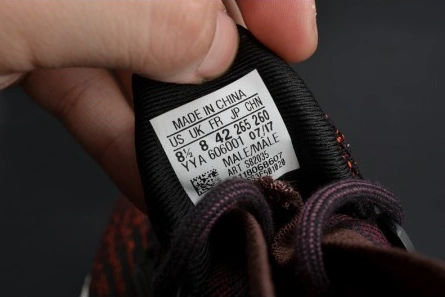 MADE IN CHINA
US UK FR JP CHN
8½ 8 42 265 260
YYA 606001 07/17
MALE/MALE
ART S82035